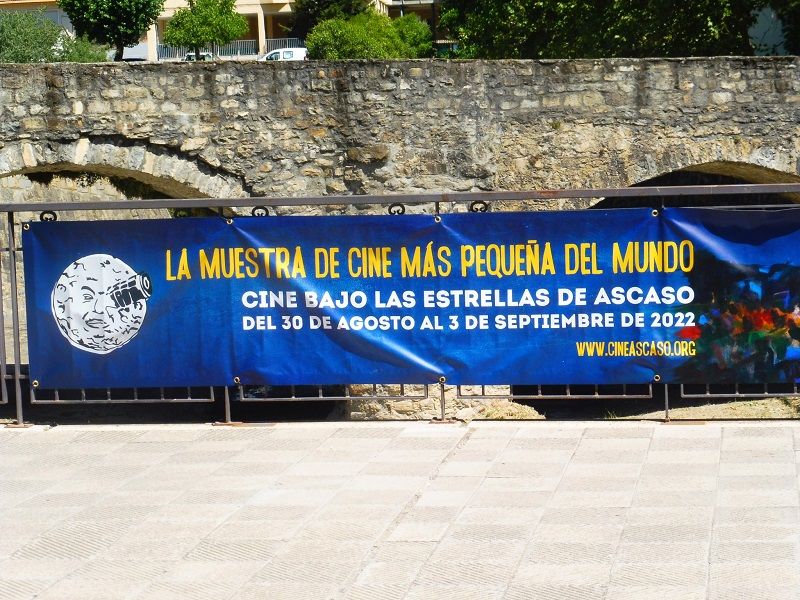 LA MUESTRA DE CINE MÁS PEQUEÑA DEL MUNDO
CINE BAJO LAS ESTRELLAS DE ASCASO
DEL 30 DE AGOSTO AL 3 DE SEPTIEMBRE DE 2022
WWW.CINEASCASO.ORG